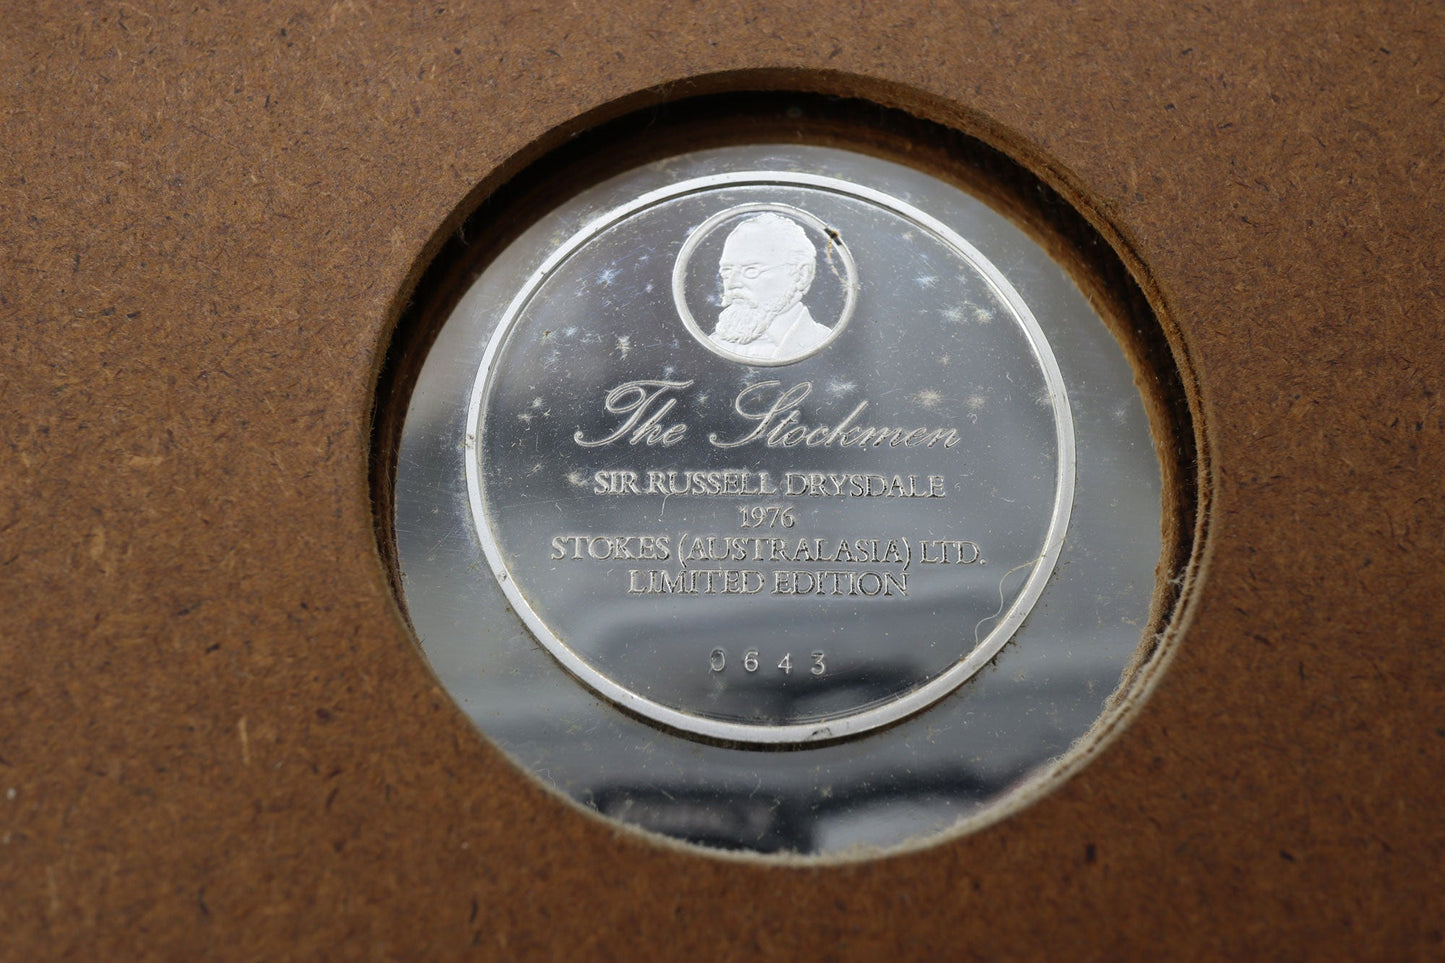 The Stockmen
SIR RUSSELL DRYSDALE
1976
STOKES (AUSTRALASIA) LTD.
LIMITED EDITION
0643